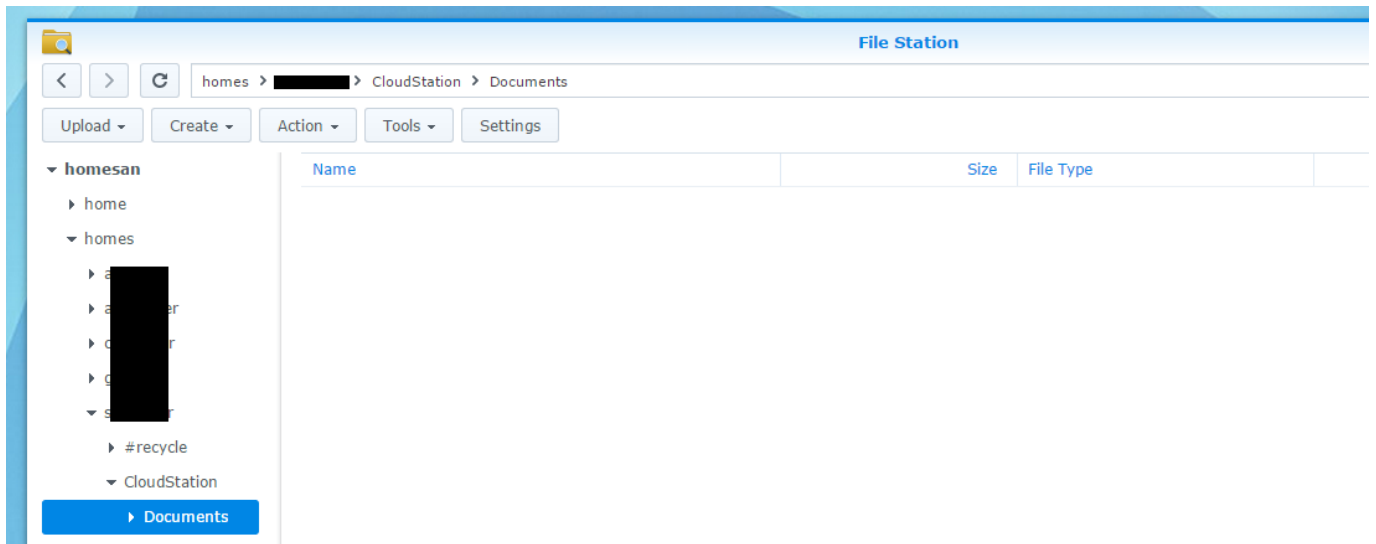 File Station
homes > > CloudStation > Documents
Upload Create Action Tools Settings
Name Size File Type
homesan
home
homes
#recycle
CloudStation
Documents